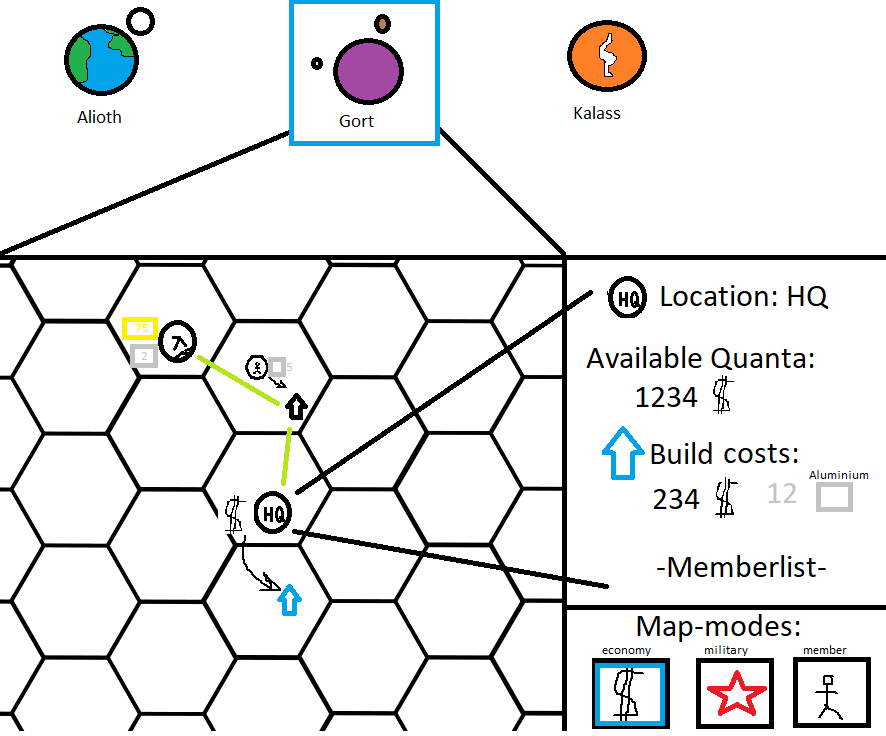 Alioth
Gort
Kalass
75
2
5
HQ
$
HQ Location: HQ
Available Quanta:
1234 $
Build costs:
234 $ 12 Aluminium
-Memberlist-
Map-modes:
economy military member
$